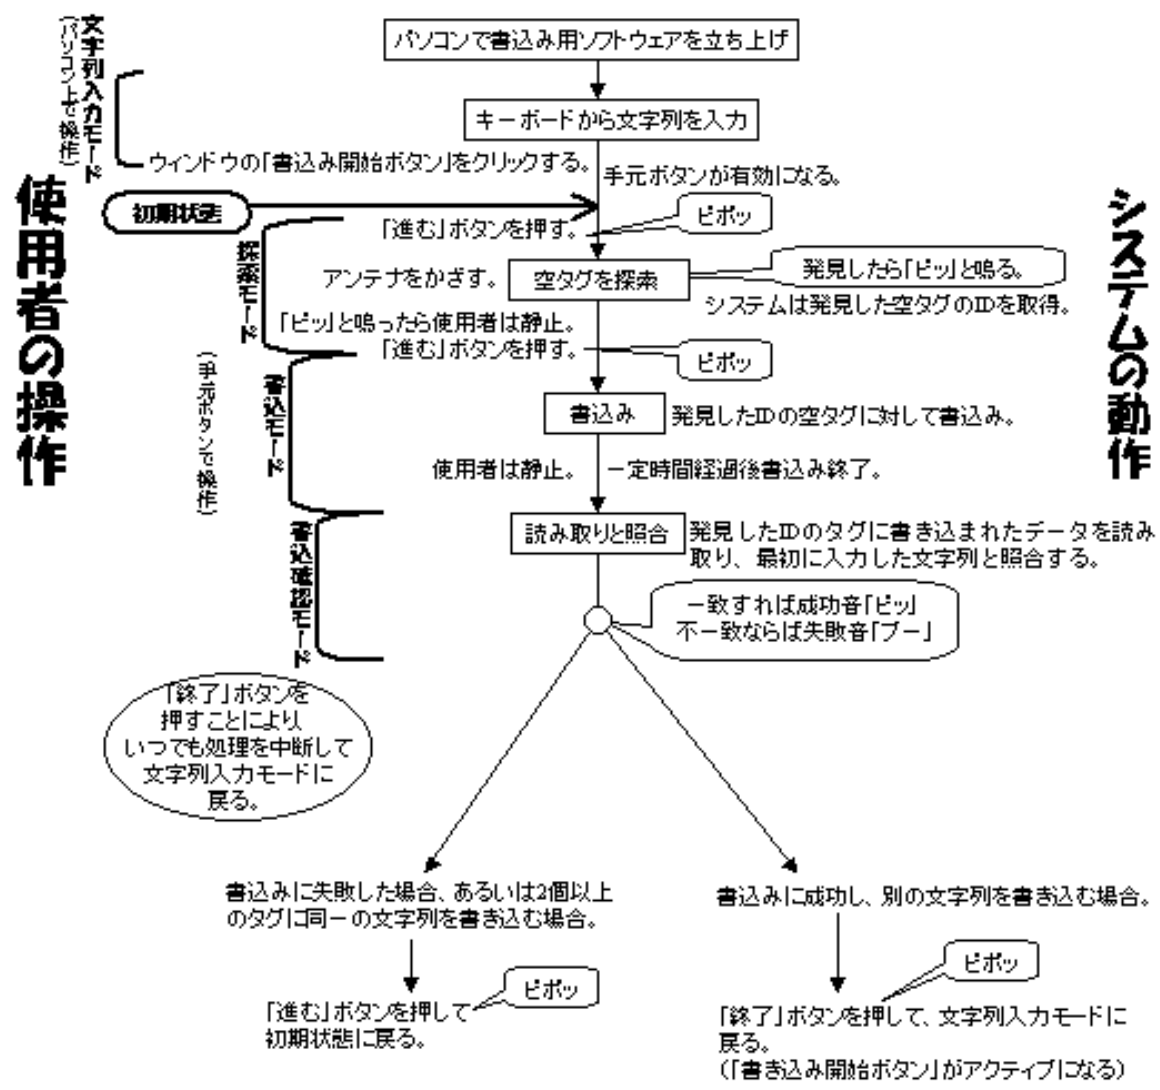 文字列入力モード
(パソコン上で操作)
パソコンで書込み用ソフトウェアを立ち上げ
キーボードから文字列を入力
ウィンドウの「書込み開始ボタン」をクリックする。
手元ボタンが有効になる。
使用者の操作
システムの動作
初期状態
ピポッ
「進む」ボタンを押す。
探索モード
アンテナをかざす。
空タグを探索
発見したら「ピッ」と鳴る。
システムは発見した空タグのIDを取得。
「ピッ」と鳴ったら使用者は静止。
「進む」ボタンを押す。
ピポッ
(手元ボタンで操作)
書込モード
書込み
発見したIDの空タグに対して書込み。
使用者は静止。
一定時間経過後書込み終了。
書込確認モード
読み取りと照合
発見したIDのタグに書き込まれたデータを読み
取り、最初に入力した文字列と照合する。
一致すれば成功音「ピッ」
不一致ならば失敗音「ブー」
「終了」ボタンを
押すことにより、
いつでも処理を中断して
文字列入力モードに
戻る。
書込みに失敗した場合、あるいは2個以上
のタグに同一の文字列を書き込む場合。
書込みに成功し、別の文字列を書き込む場合。
ピポッ
「進む」ボタンを押して
初期状態に戻る。
ピポッ
「終了」ボタンを押して、文字列入力モードに
戻る。
(「書き込み開始ボタン」がアクティブになる)